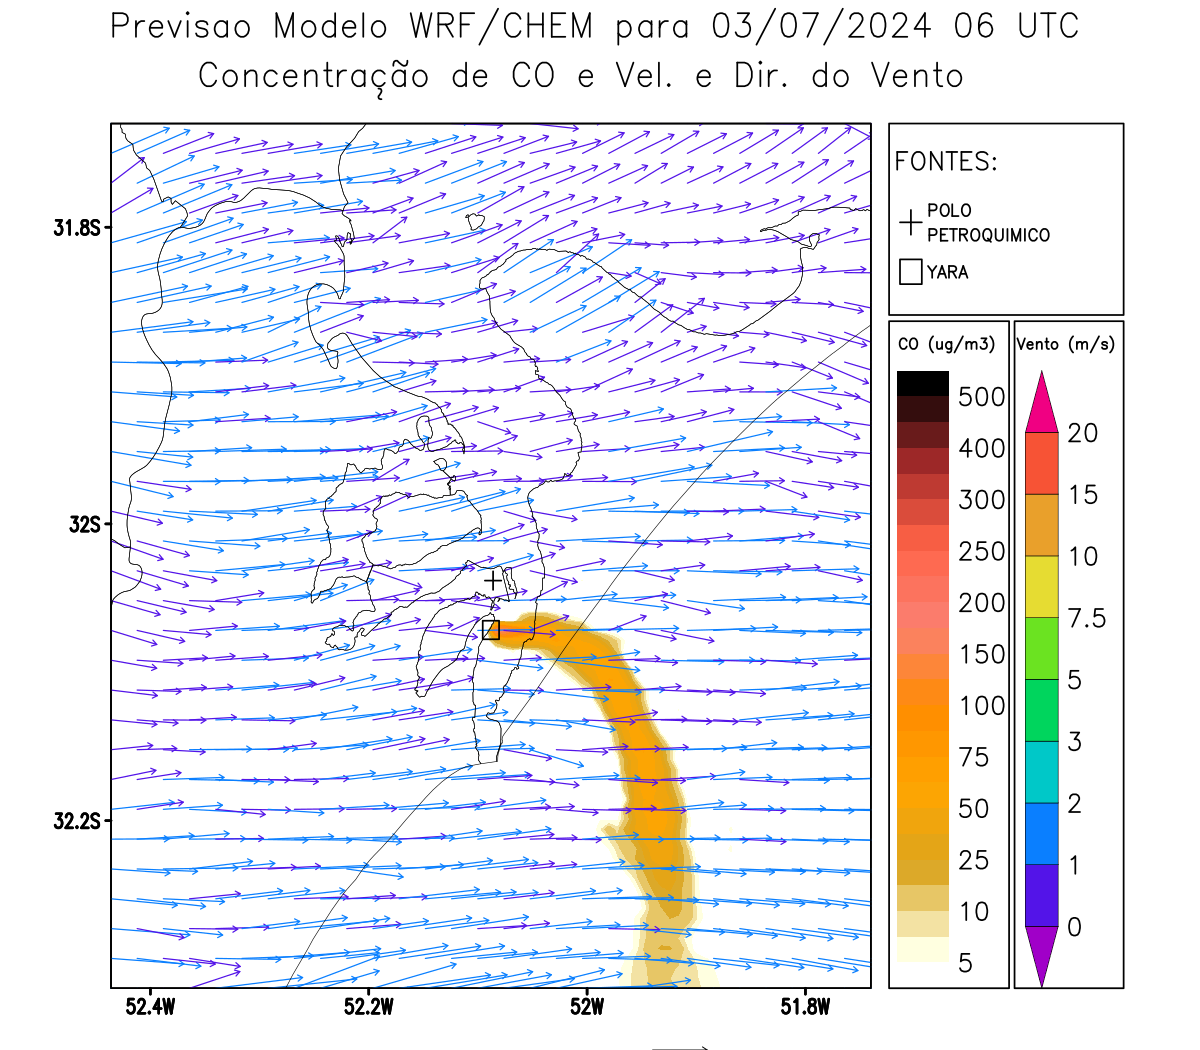 Previsao Modelo WRF/CHEM para 03/07/2024 06 UTC
Concentração de CO e Vel. e Dir. do Vento
FONTES:
POLO
PETROQUIMICO
YARA
CO (ug/m3)
500
400
300
250
200
150
100
75
50
25
10
5
Vento (m/s)
20
15
10
7.5
5
3
2
1
0
31.8S
32S
32.2S
52.4W
52.2W
52W
51.8W